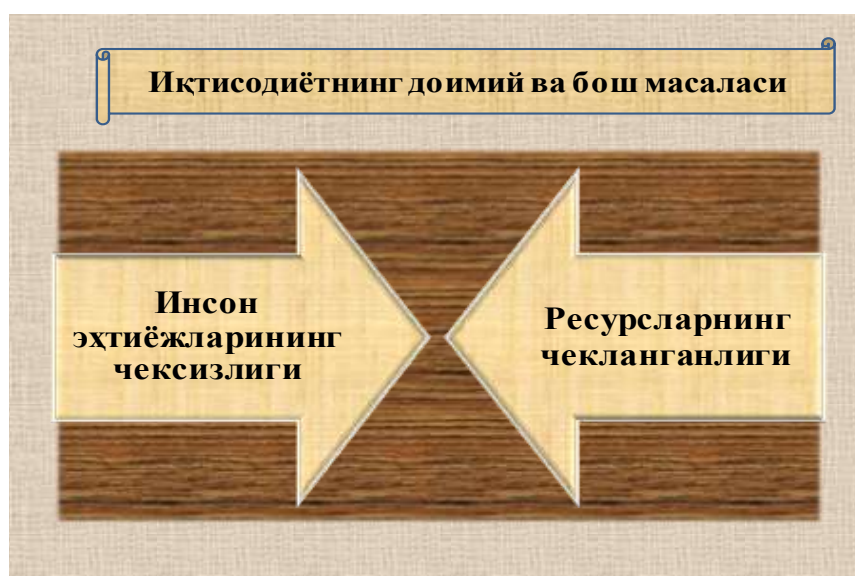 Иқтисодиётнинг доимий ва бош масаласи
Инсон
эҳтиёжларининг
чексизлиги
Ресурсларнинг
чекланганлиги